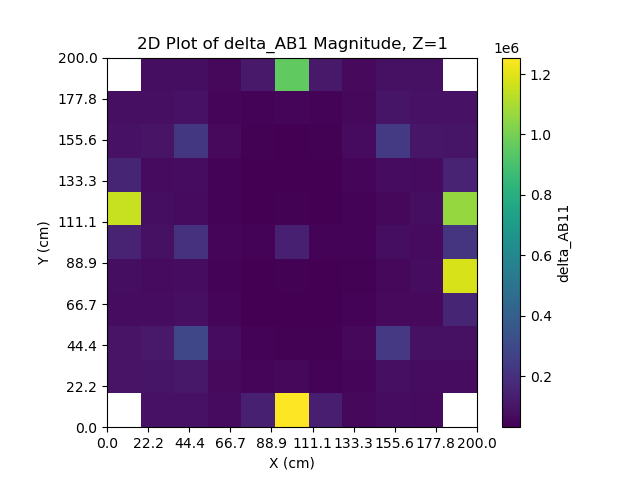 2D Plot of delta_AB1 Magnitude, Z=1
1e6
200.0
177.8
155.6
133.3
111.1
88.9
66.7
44.4
22.2
0.0
Y (cm)
0.0 22.2 44.4 66.7 88.9 111.1 133.3 155.6 177.8 200.0
X (cm)
1.2
1.0
0.8
0.6
0.4
0.2
delta_AB11